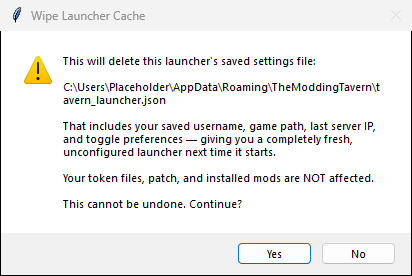 Wipe Launcher Cache
This will delete this launcher's saved settings file:
C:\Users\Placeholder\AppData\Roaming\TheModdingTavern\t
avern_launcher.json
That includes your saved username, game path, last server IP,
and toggle preferences — giving you a completely fresh,
unconfigured launcher next time it starts.
Your token files, patch, and installed mods are NOT affected.
This cannot be undone. Continue?
Yes
No